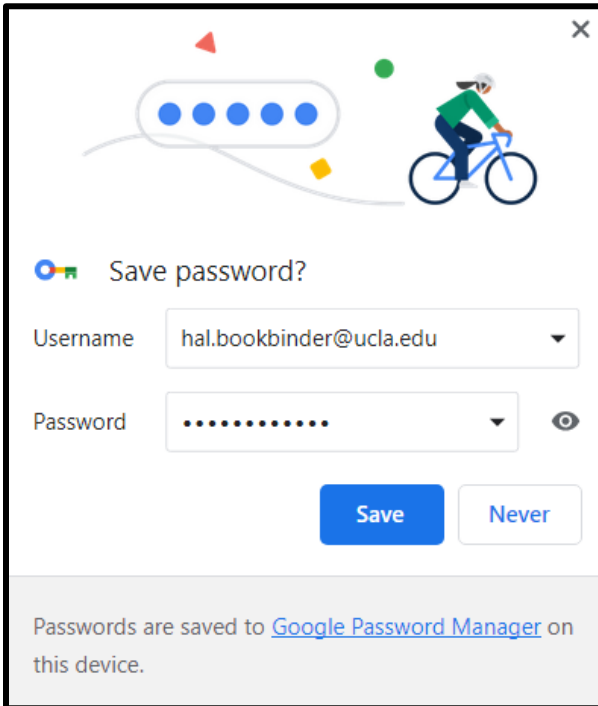 Save password?
Username hal.bookbinder@ucla.edu
Password ••••••••••••
Save Never
Passwords are saved to Google Password Manager on
this device.